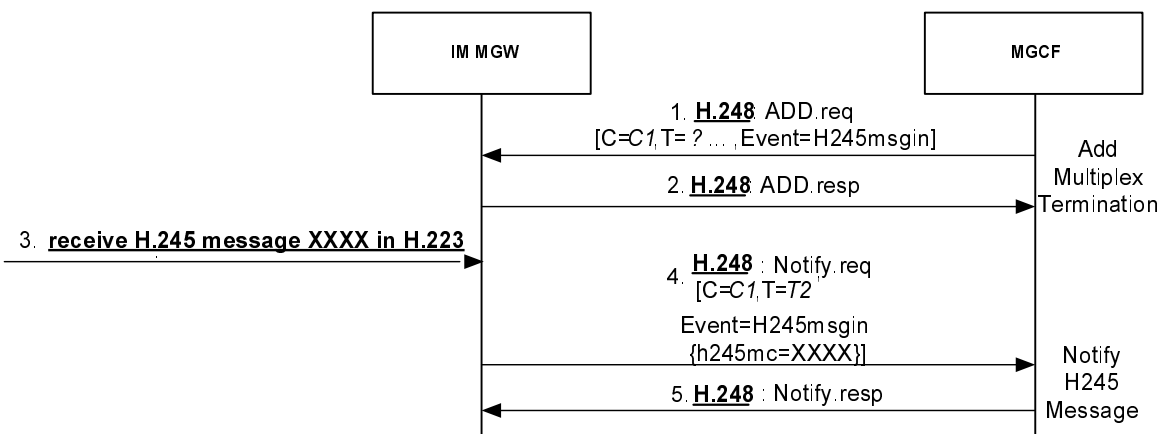 IM MGW
MGCF
1. H.248: ADD.req
[C=C1,T= ? ... ,Event=H245msgin]
Add
Multiplex
Termination
2. H.248: ADD.resp
3. receive H.245 message XXXX in H.223
4. H.248 : Notify.req
[C=C1,T=T2
Event=H245msgin
{h245mc=XXXX}]
Notify
H245
Message
5. H.248 : Notify.resp